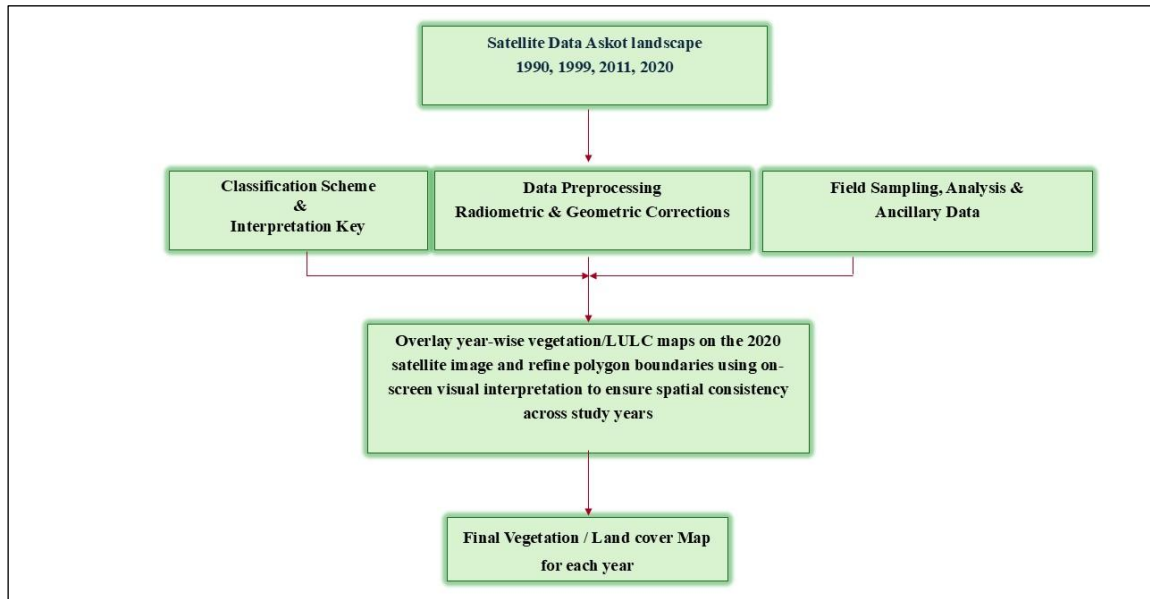 Satellite Data Askot landscape
1990, 1999, 2011, 2020
Classification Scheme
&
Interpretation Key
Data Preprocessing
Radiometric & Geometric Corrections
Field Sampling, Analysis &
Ancillary Data
Overlay year-wise vegetation/LULC maps on the 2020
satellite image and refine polygon boundaries using on-
screen visual interpretation to ensure spatial consistency
across study years
Final Vegetation / Land cover Map
for each year